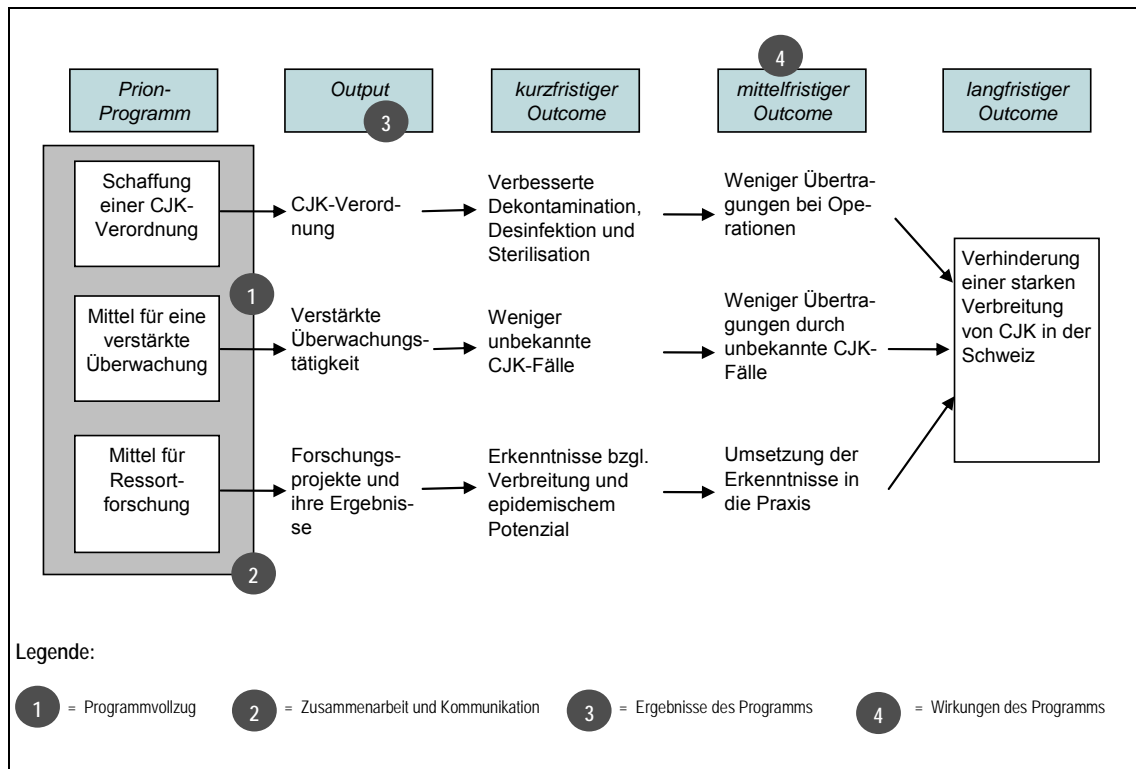 4
Prion-
Programm
Output
3
kurzfristiger
Outcome
mittelfristiger
Outcome
langfristiger
Outcome
Schaffung
einer CJK-
Verordnung
CJK-Verord-
nung
Verbesserte
Dekontamination,
Desinfektion und
Sterilisation
Weniger Übertra-
gungen bei Ope-
rationen
1
Mittel für eine
verstärkte
Überwachung
Verstärkte
Überwachungs-
tätigkeit
Weniger
unbekannte
CJK-Fälle
Weniger Übertra-
gungen durch
unbekannte CJK-
Fälle
Verhinderung
einer starken
Verbreitung
von CJK in der
Schweiz
Mittel für
Ressort-
forschung
Forschungs-
projekte und
ihre Ergebnis-
se
Erkenntnisse bzgl.
Verbreitung und
epidemischem
Potenzial
Umsetzung der
Erkenntnisse in
die Praxis
2
Legende:
1 = Programmvollzug
2 = Zusammenarbeit und Kommunikation
3 = Ergebnisse des Programms
4 = Wirkungen des Programms